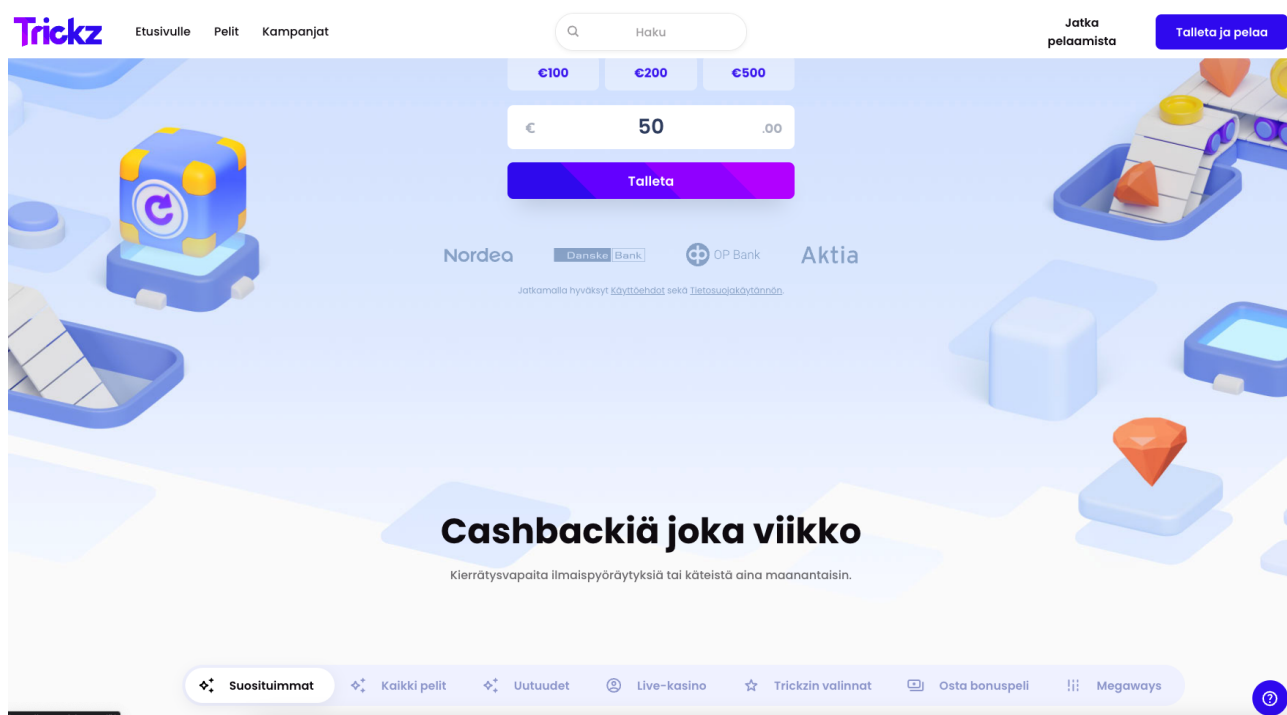 Trickz
Etusivulle Pelit Kampanjat
Haku
Jatka
pelaamista
Talleta ja pelaa
€100 €200 €500
€ 50 .00
Talleta
Nordea Danske Bank OP Bank Aktia
Jatkamalla hyväksyt Käyttöehdot sekä Tietosuojakäytännön.
Cashbackiä joka viikko
Kierrätysvapaita ilmaispyöräytyksiä tai käteistä aina maanantaisin.
Suosituimmat Kaikki pelit Uutuudet Live-kasino Trickzin valinnat Osta bonuspeli Megaways